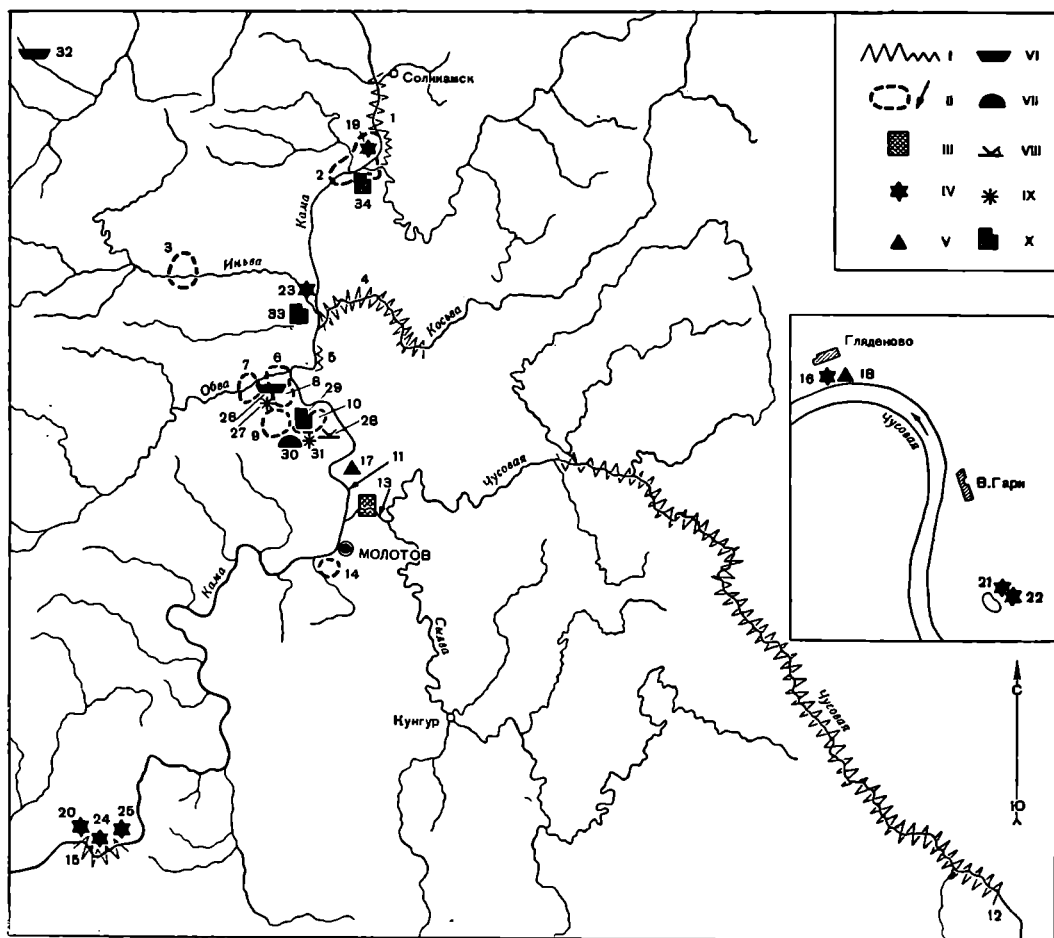 32
Соликамск
1
19
2
34
Кама
3
Иньва
23
4
33
Косьва
5
6
7
Обва
8
29
26
27
10
28
9
30
31
17
11
13
Чусовая
МОЛОТОВ
14
Кама
Сылва
Кунгур
Чусовая
20
24
25
15
12
I
VI
II
VII
III
VIII
IV
IX
V
X
Гляденово
16
18
Чусовая
В.Гари
21
22
С
Ю